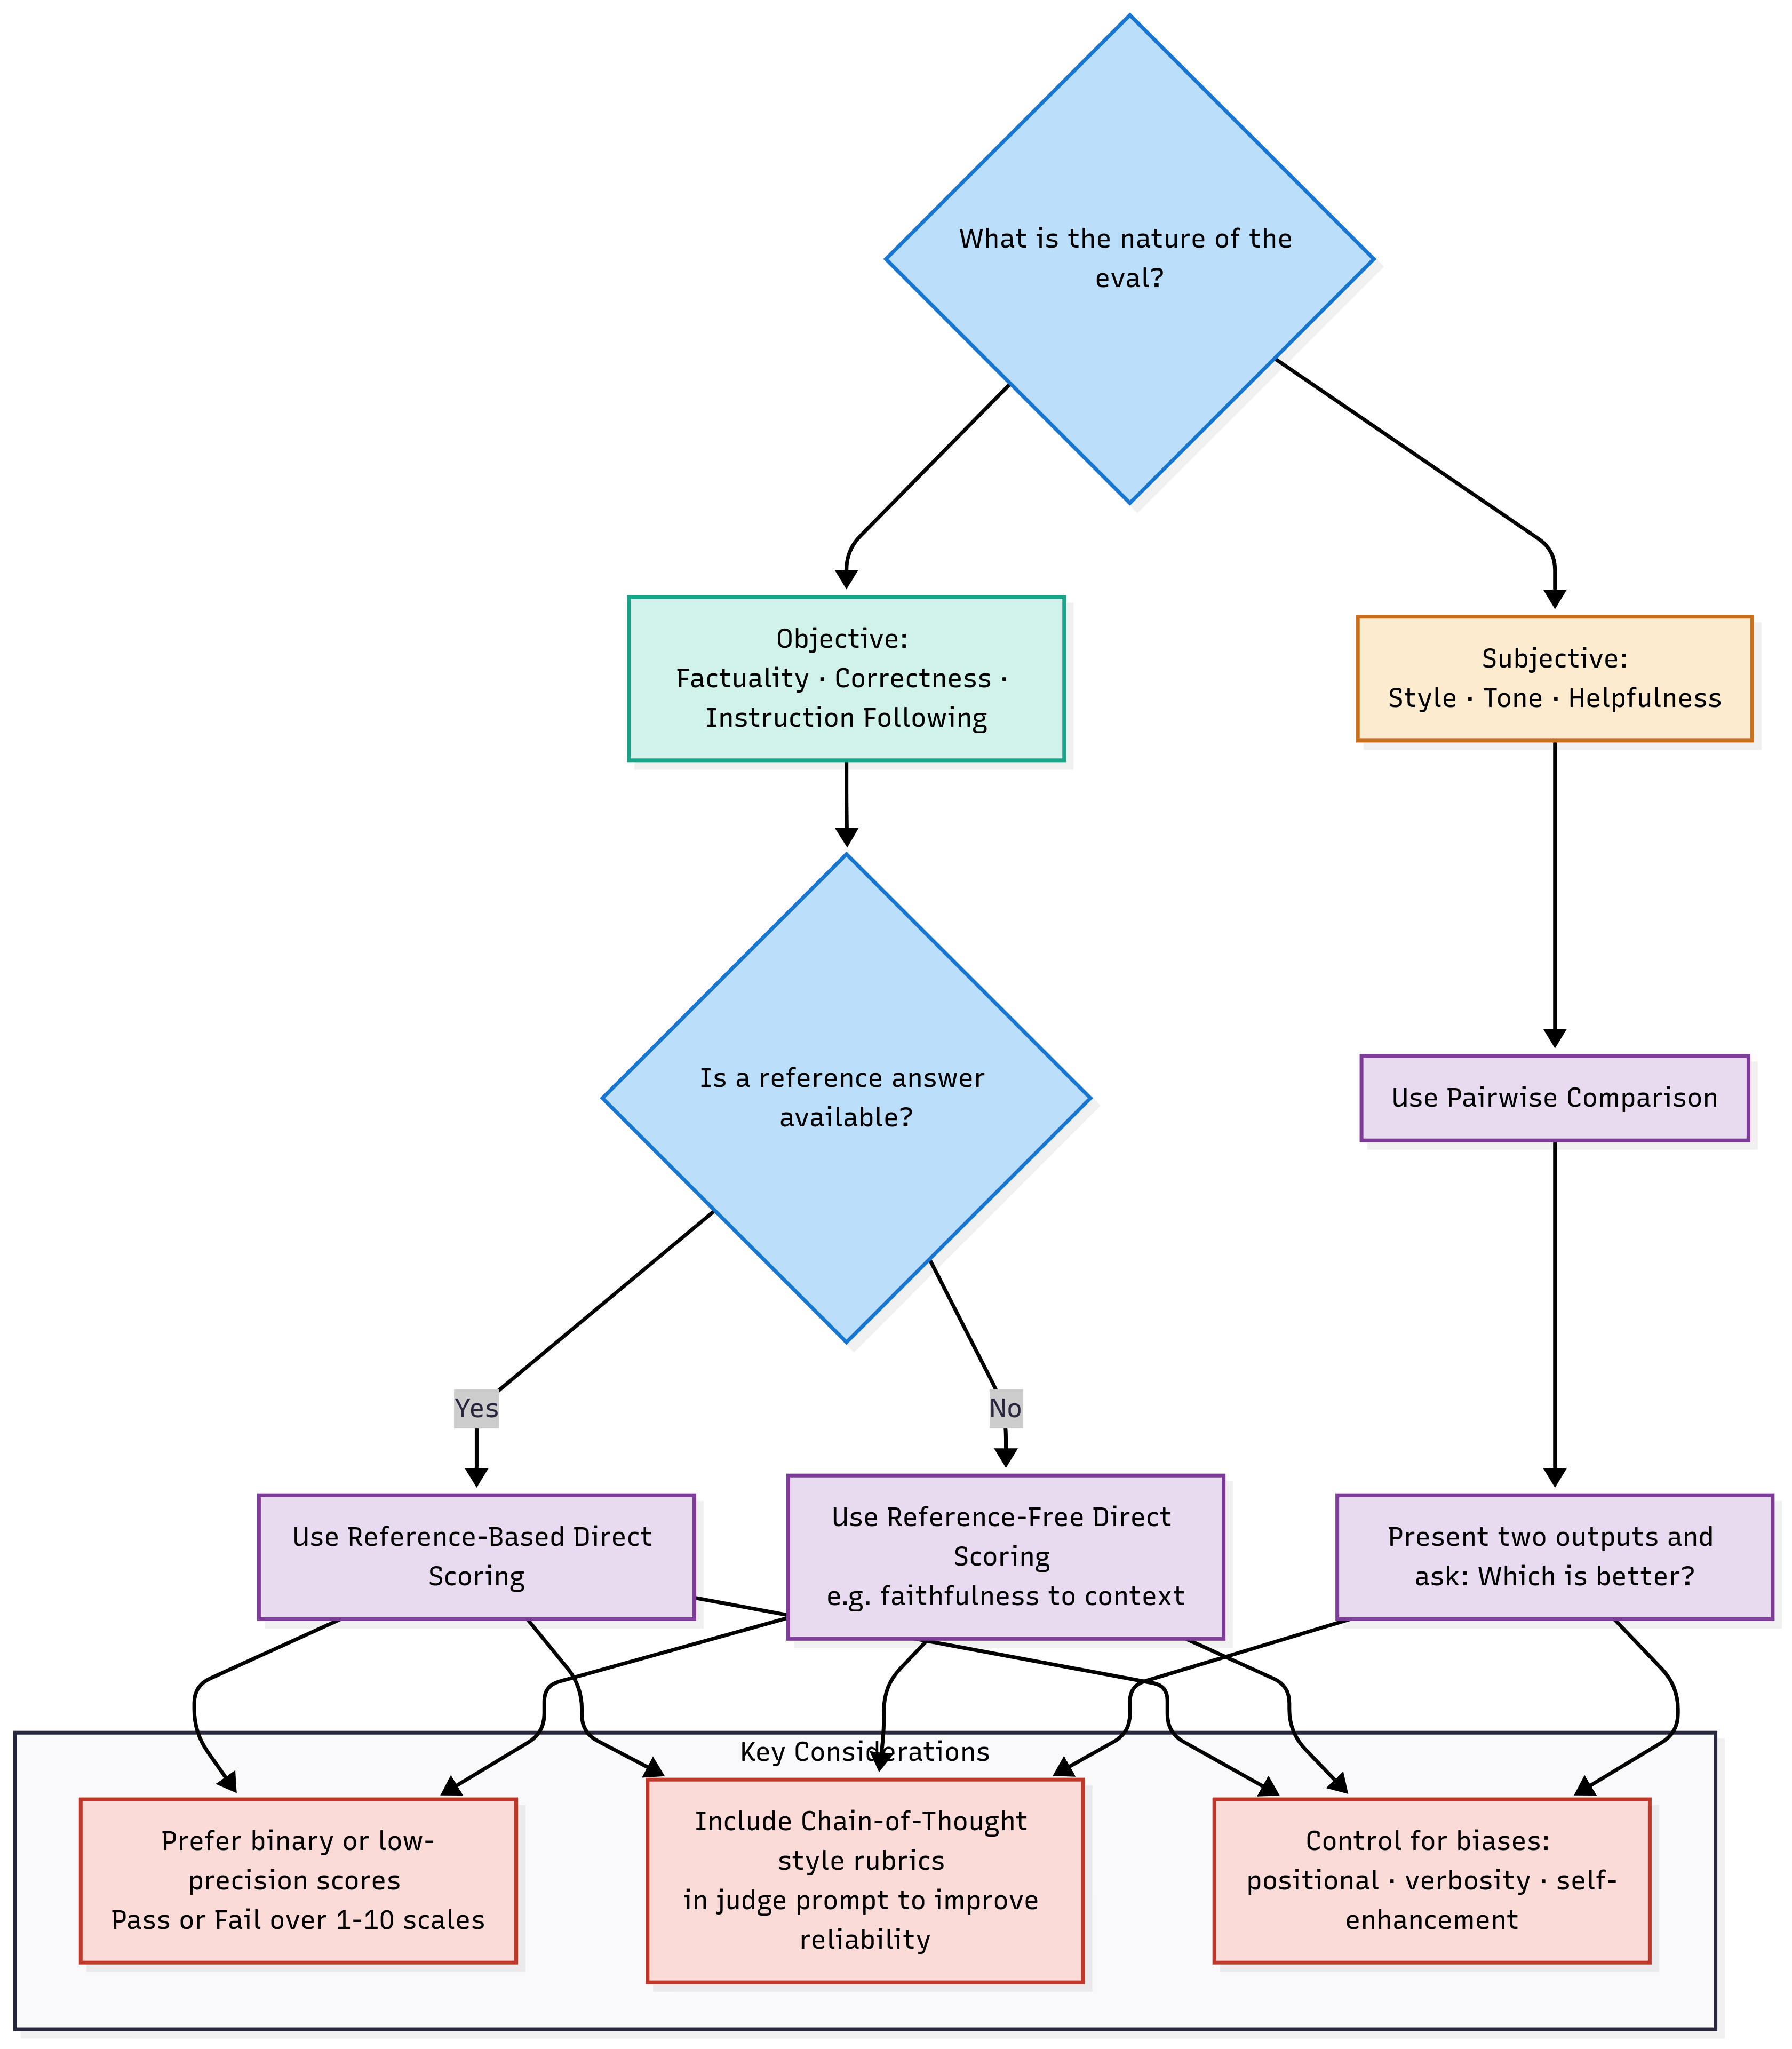 What is the nature of the
eval?
Objective:
Factuality · Correctness ·
Instruction Following
Subjective:
Style · Tone · Helpfulness
Is a reference answer
available?
Use Pairwise Comparison
Yes
No
Use Reference-Based Direct
Scoring
Use Reference-Free Direct
Scoring
e.g. faithfulness to context
Present two outputs and
ask: Which is better?
Key Considerations
Prefer binary or low-
precision scores
Pass or Fail over 1-10 scales
Include Chain-of-Thought
style rubrics
in judge prompt to improve
reliability
Control for biases:
positional · verbosity · self-
enhancement